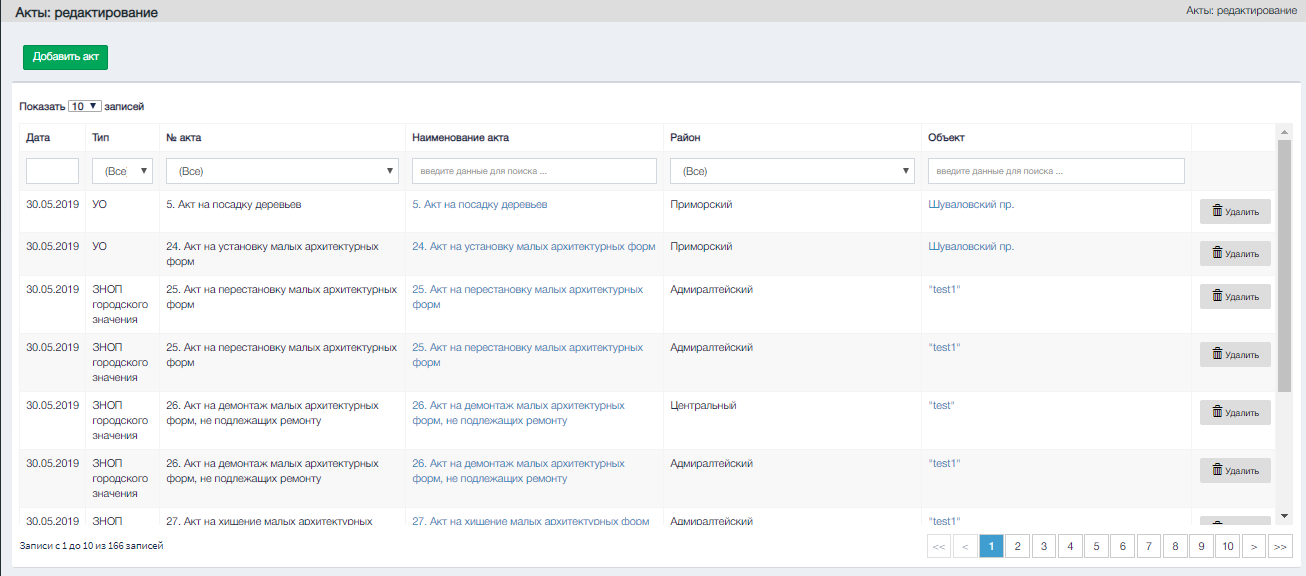 Акты: редактирование
Акты: редактирование
Добавить акт
Показать 10 записей
Дата Тип № акта Наименование акта Район Объект
(Все) (Все) введите данные для поиска ... (Все) введите данные для поиска ...
30.05.2019 УО 5. Акт на посадку деревьев 5. Акт на посадку деревьев Приморский Шуваловский пр. Удалить
30.05.2019 УО 24. Акт на установку малых архитектурных 24. Акт на установку малых архитектурных форм Приморский Шуваловский пр. Удалить
форм
30.05.2019 ЗНОП 25. Акт на перестановку малых архитектурных 25. Акт на перестановку малых архитектурных Адмиралтейский "test1" Удалить
городского форм форм
значения
30.05.2019 ЗНОП 25. Акт на перестановку малых архитектурных 25. Акт на перестановку малых архитектурных Адмиралтейский "test1" Удалить
городского форм форм
значения
30.05.2019 ЗНОП 26. Акт на демонтаж малых архитектурных 26. Акт на демонтаж малых архитектурных Центральный "test" Удалить
городского форм, не подлежащих ремонту форм, не подлежащих ремонту
значения
30.05.2019 ЗНОП 26. Акт на демонтаж малых архитектурных 26. Акт на демонтаж малых архитектурных Адмиралтейский "test1" Удалить
городского форм, не подлежащих ремонту форм, не подлежащих ремонту
значения
30.05.2019 ЗНОП 27. Акт на хищение малых архитектурных 27. Акт на хищение малых архитектурных форм Адмиралтейский "test1"
Записи с 1 до 10 из 166 записей
<< < 1 2 3 4 5 6 7 8 9 10 > >>